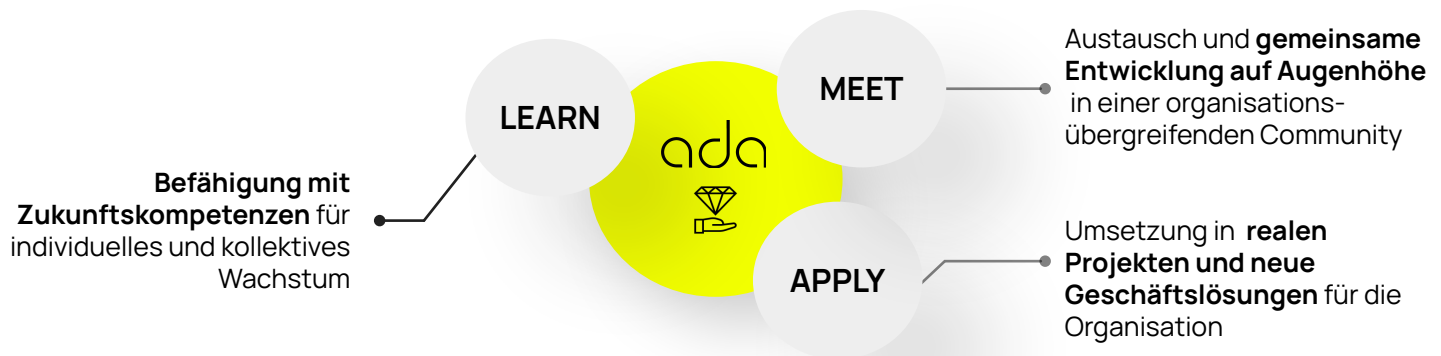 LEARN
Befähigung mit
Zukunftskompetenzen für
individuelles und kollektives
Wachstum
ada
MEET
Austausch und gemeinsame
Entwicklung auf Augenhöhe
in einer organisations-
übergreifenden Community
APPLY
Umsetzung in realen
Projekten und neue
Geschäftslösungen für die
Organisation